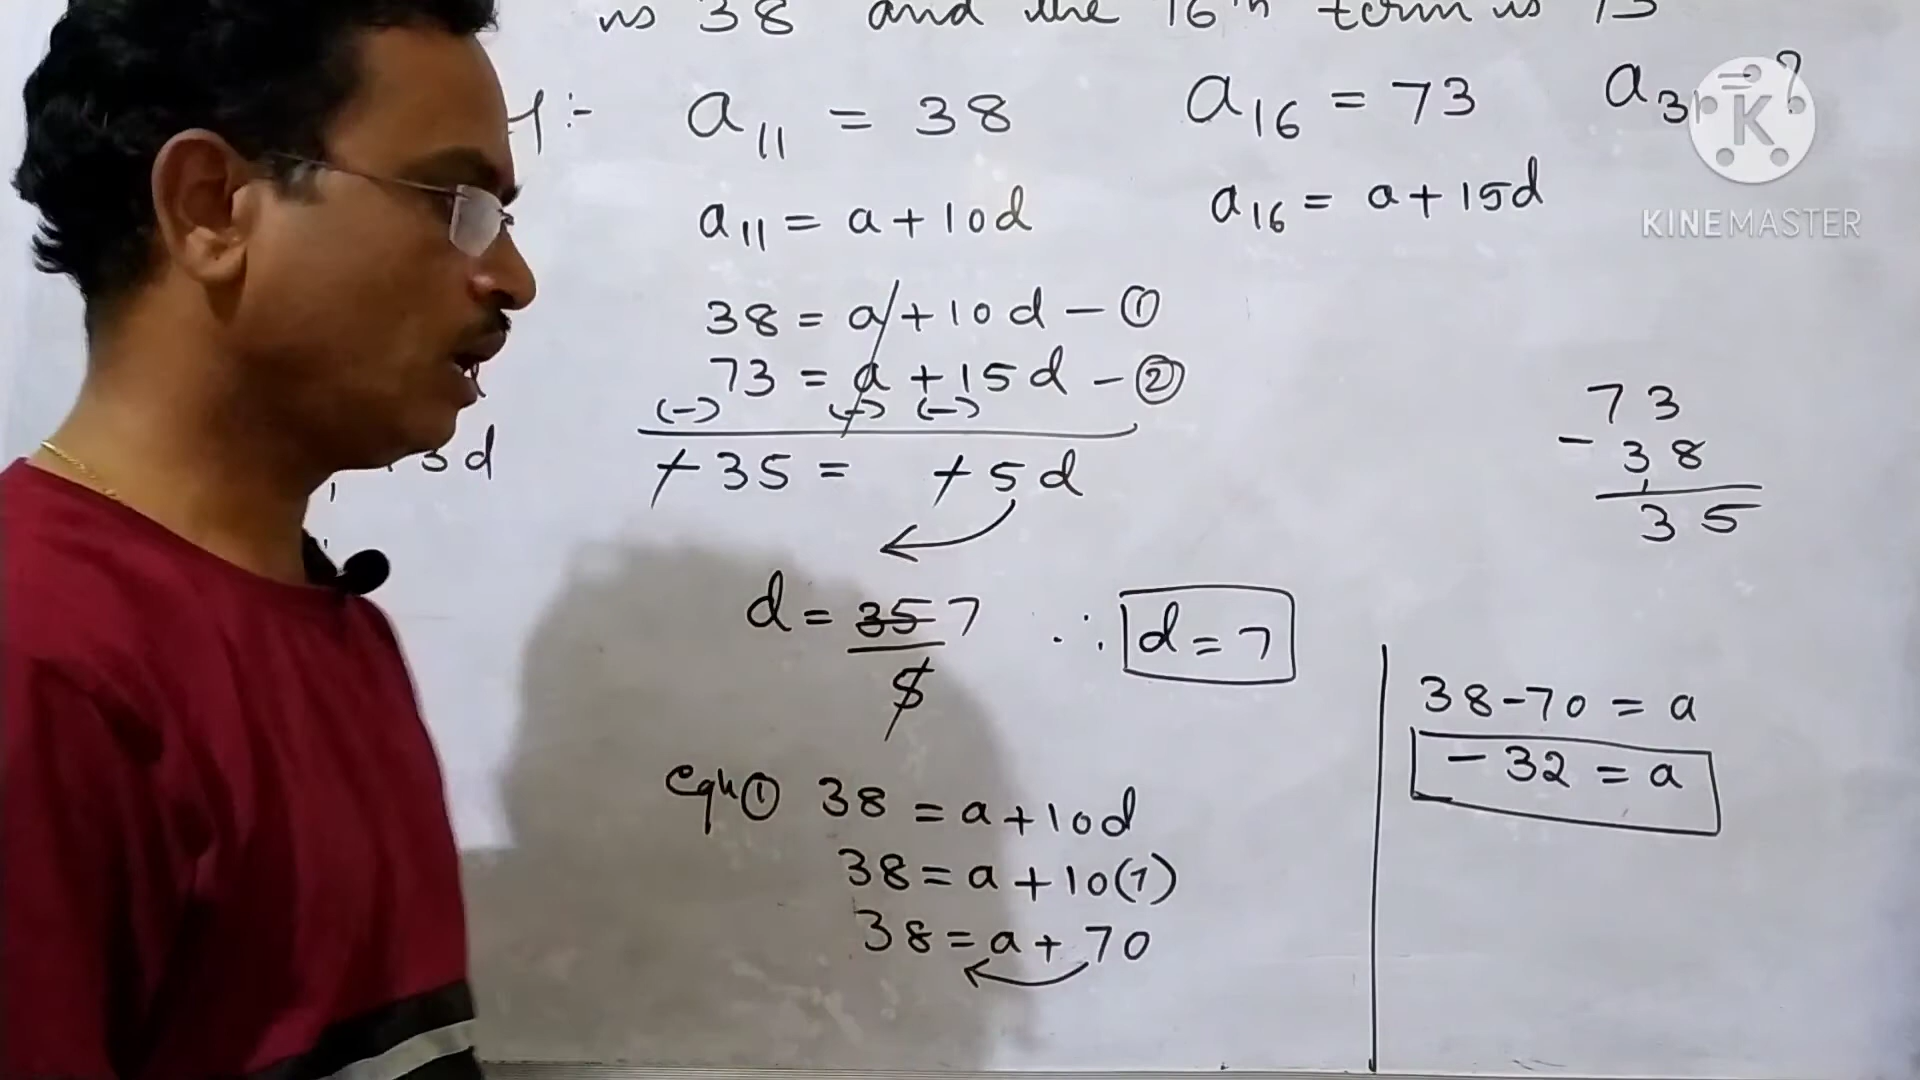 is 38 and the 16th term is 73
:- a11 = 38 a16 = 73 a31 = ?
a11 = a + 10d a16 = a + 15d
38 = a + 10d - ①
73 = a + 15d - ②
(-) (-) (-)
+35 = +5d
3d
73
- 38
35
d = 35 7
5
∴ d = 7
equ ① 38 = a + 10d
38 = a + 10(7)
38 = a + 70
38 - 70 = a
- 32 = a
K
KINEMASTER